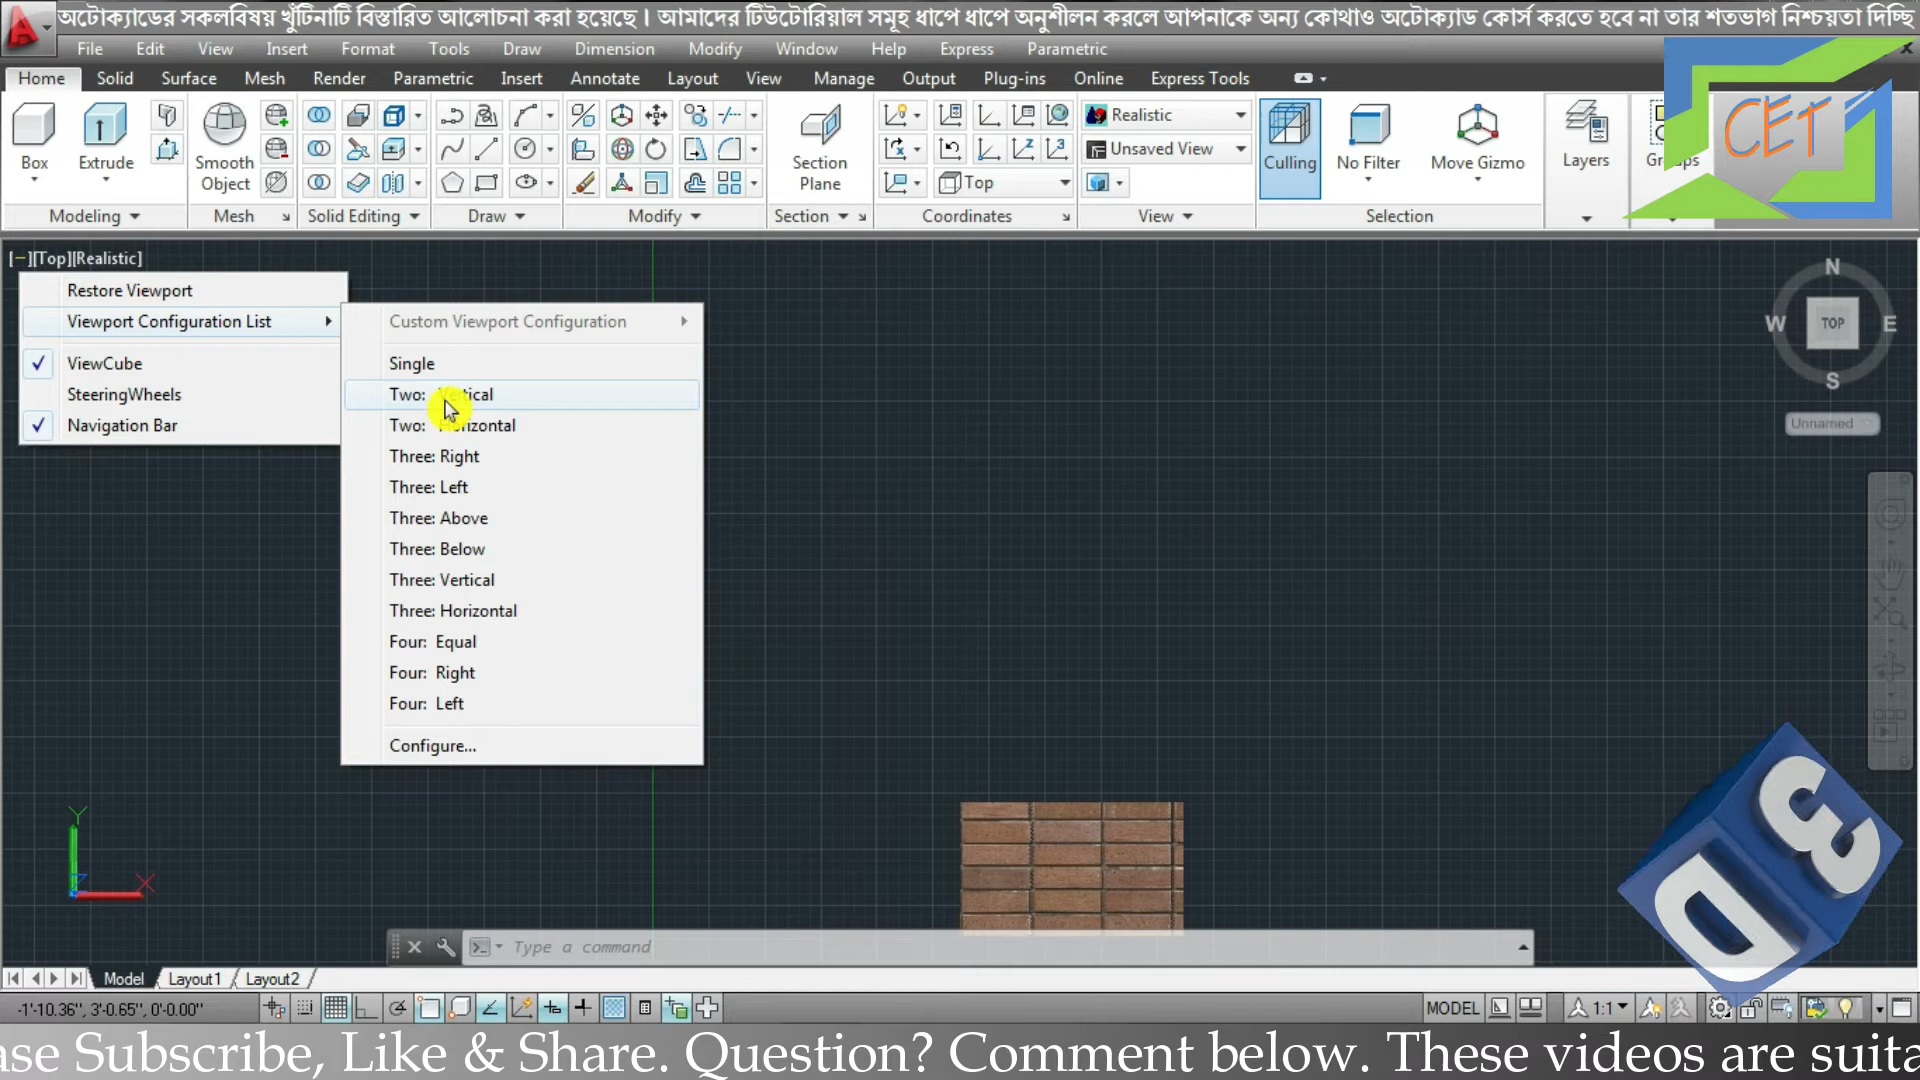 অটোক্যাডের সকলবিষয় খুঁটিনাটি বিস্তারিত আলোচনা করা হয়েছে। আমাদের টিউটোরিয়াল সমূহ ধাপে ধাপে অনুশীলন করলে আপনাকে অন্য কোথাও অটোক্যাড কোর্স করতে হবে না তার শতভাগ নিশ্চয়তা দিচ্ছি
File Edit View Insert Format Tools Draw Dimension Modify Window Help Express Parametric
Home Solid Surface Mesh Render Parametric Insert Annotate Layout View Manage Output Plug-ins Online Express Tools
Box Extrude Smooth Object Section Plane Realistic Unsaved View Top Culling No Filter Move Gizmo Layers Groups
CET
Modeling Mesh Solid Editing Draw Modify Section Coordinates View Selection
[−][Top][Realistic]
Restore Viewport
Viewport Configuration List
ViewCube
SteeringWheels
Navigation Bar
Custom Viewport Configuration
Single
Two: Vertical
Two: Horizontal
Three: Right
Three: Left
Three: Above
Three: Below
Three: Vertical
Three: Horizontal
Four: Equal
Four: Right
Four: Left
Configure...
N
W TOP E
S
Unnamed
Y
X
3D
Type a command
Model Layout1 Layout2
-1'-10.36", 3'-0.65", 0'-0.00" MODEL 1:1
ase Subscribe, Like & Share. Question? Comment below. These videos are suita